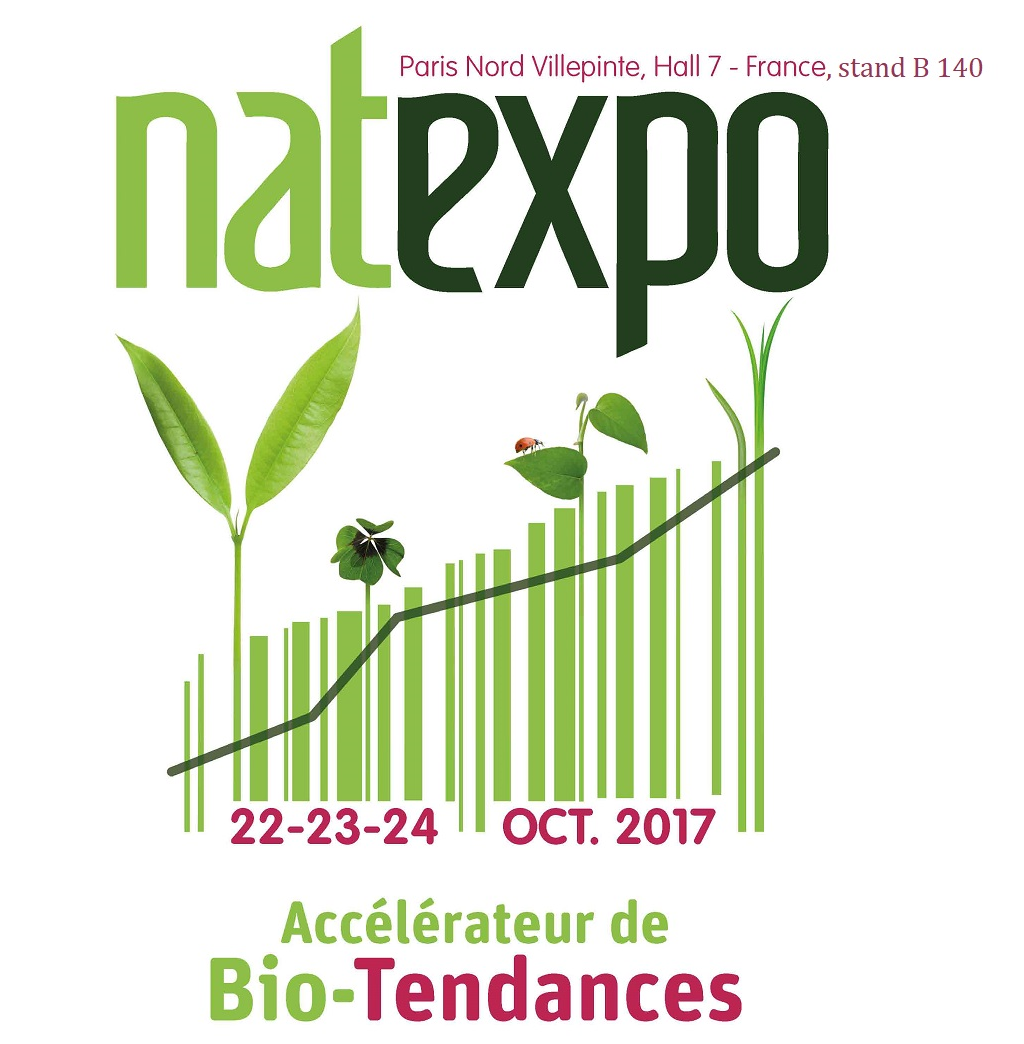 Paris Nord Villepinte, Hall 7 - France, stand B 140
natexpo
22-23-24 OCT. 2017
Accélérateur de
Bio-Tendances